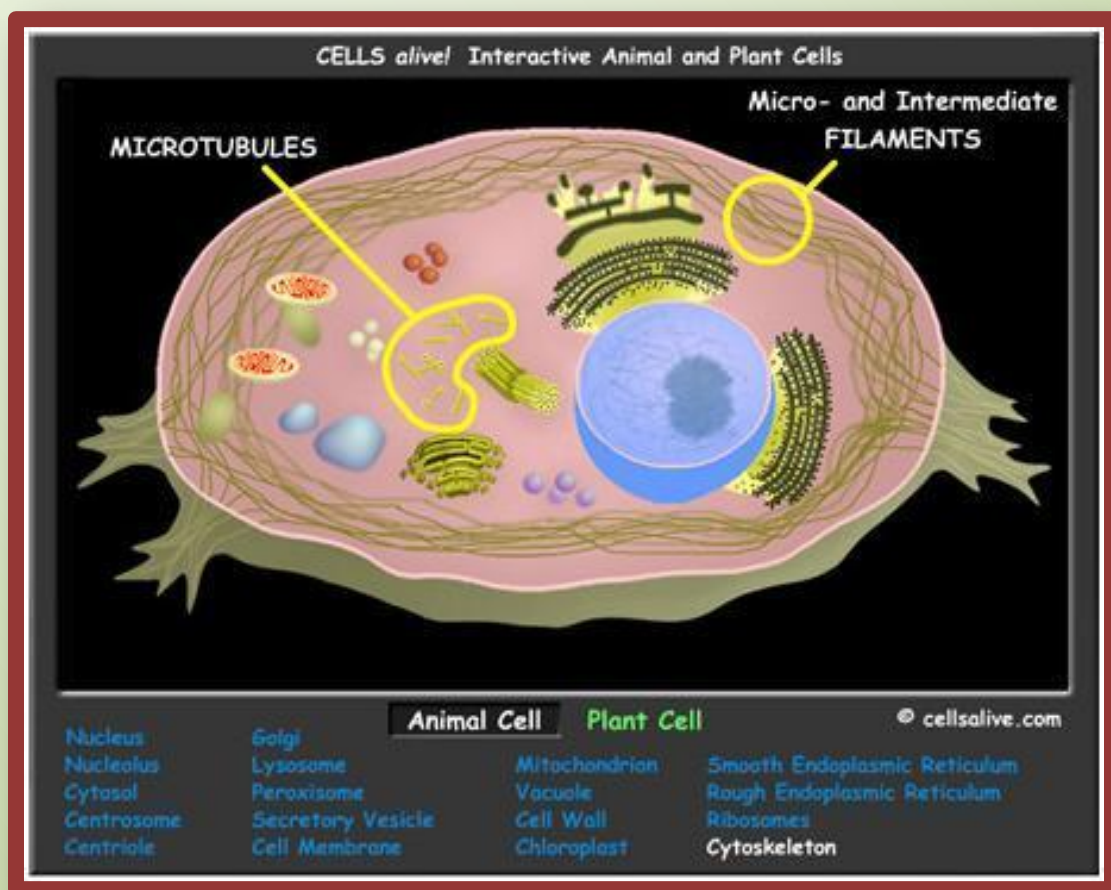 CELLS alive! Interactive Animal and Plant Cells
Micro- and Intermediate
FILAMENTS
MICROTUBULES
Animal Cell Plant Cell © cellsalive.com
Nucleus Golgi
Nucleolus Lysosome Mitochondrion Smooth Endoplasmic Reticulum
Cytosol Peroxisome Vacuole Rough Endoplasmic Reticulum
Centrosome Secretory Vesicle Cell Wall Ribosomes
Centriole Cell Membrane Chloroplast Cytoskeleton